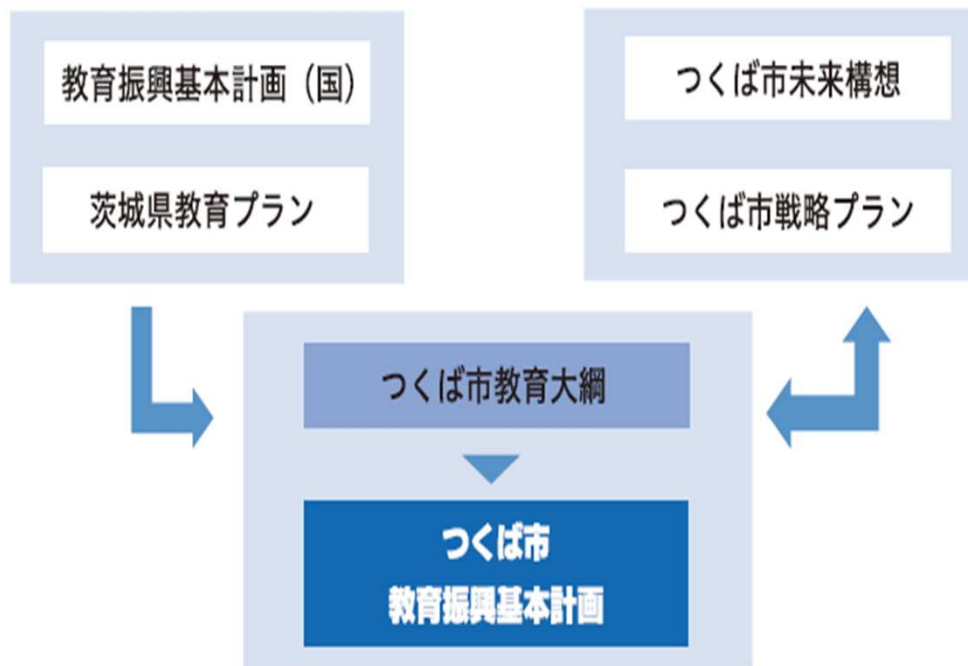 教育振興基本計画（国）
茨城県教育プラン
つくば市未来構想
つくば市戦略プラン
つくば市教育大綱
つくば市
教育振興基本計画